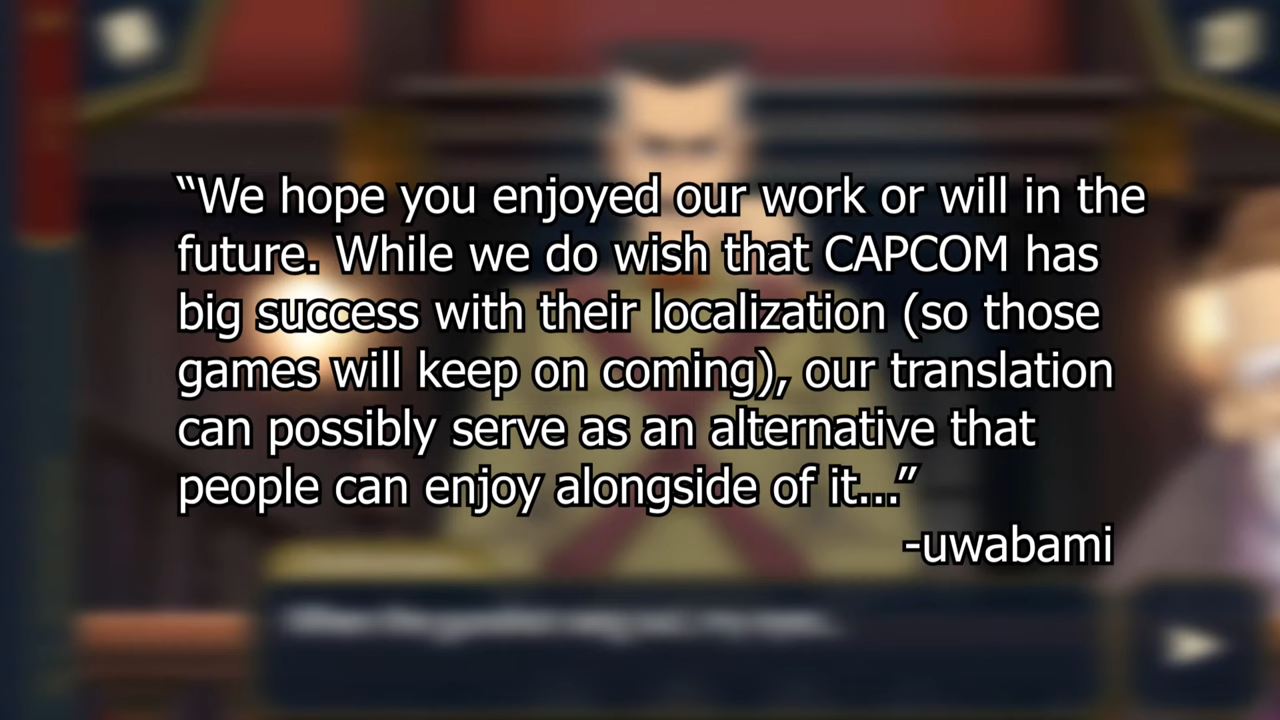 “We hope you enjoyed our work or will in the
future. While we do wish that CAPCOM has
big success with their localization (so those
games will keep on coming), our translation
can possibly serve as an alternative that
people can enjoy alongside of it...”
-uwabami